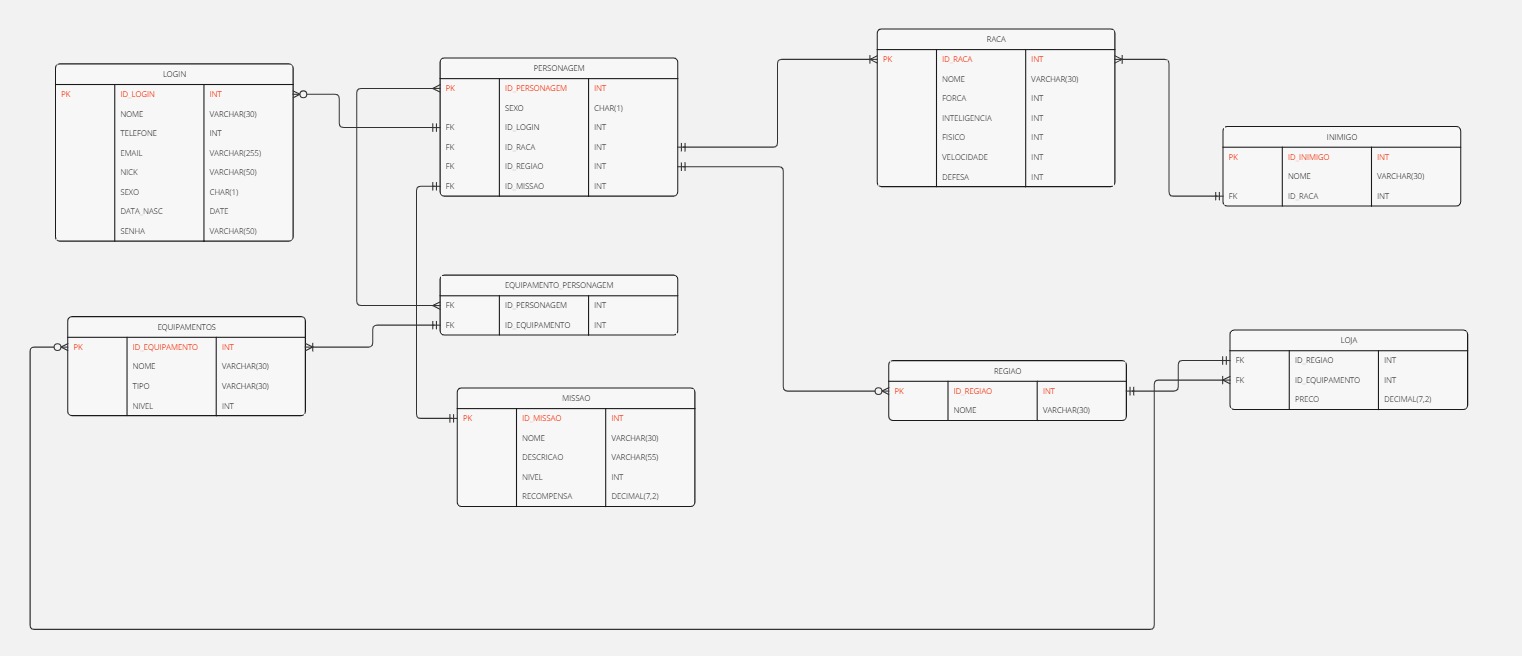 LOGIN
PK ID_LOGIN INT
NOME VARCHAR(30)
TELEFONE INT
EMAIL VARCHAR(255)
NICK VARCHAR(50)
SEXO CHAR(1)
DATA_NASC DATE
SENHA VARCHAR(50)
PERSONAGEM
PK ID_PERSONAGEM INT
SEXO CHAR(1)
FK ID_LOGIN INT
FK ID_RACA INT
FK ID_REGIAO INT
FK ID_MISSAO INT
RACA
PK ID_RACA INT
NOME VARCHAR(30)
FORCA INT
INTELIGENCIA INT
FISICO INT
VELOCIDADE INT
DEFESA INT
INIMIGO
PK ID_INIMIGO INT
NOME VARCHAR(30)
FK ID_RACA INT
EQUIPAMENTO_PERSONAGEM
FK ID_PERSONAGEM INT
FK ID_EQUIPAMENTO INT
EQUIPAMENTOS
PK ID_EQUIPAMENTO INT
NOME VARCHAR(30)
TIPO VARCHAR(30)
NIVEL INT
MISSAO
PK ID_MISSAO INT
NOME VARCHAR(30)
DESCRICAO VARCHAR(55)
NIVEL INT
RECOMPENSA DECIMAL(7,2)
REGIAO
PK ID_REGIAO INT
NOME VARCHAR(30)
LOJA
FK ID_REGIAO INT
FK ID_EQUIPAMENTO INT
PRECO DECIMAL(7,2)